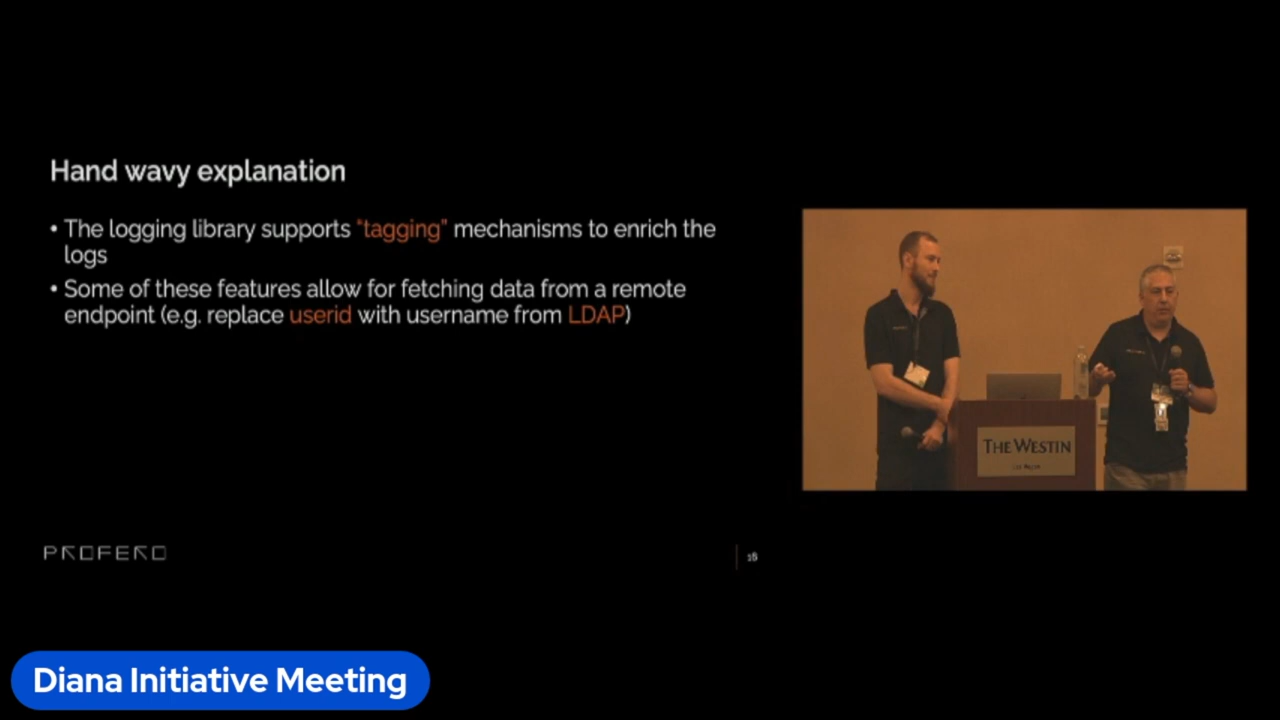 Hand wavy explanation
• The logging library supports "tagging" mechanisms to enrich the
logs
• Some of these features allow for fetching data from a remote
endpoint (e.g. replace userid with username from LDAP)
THE WESTIN
PROFERO
Diana Initiative Meeting